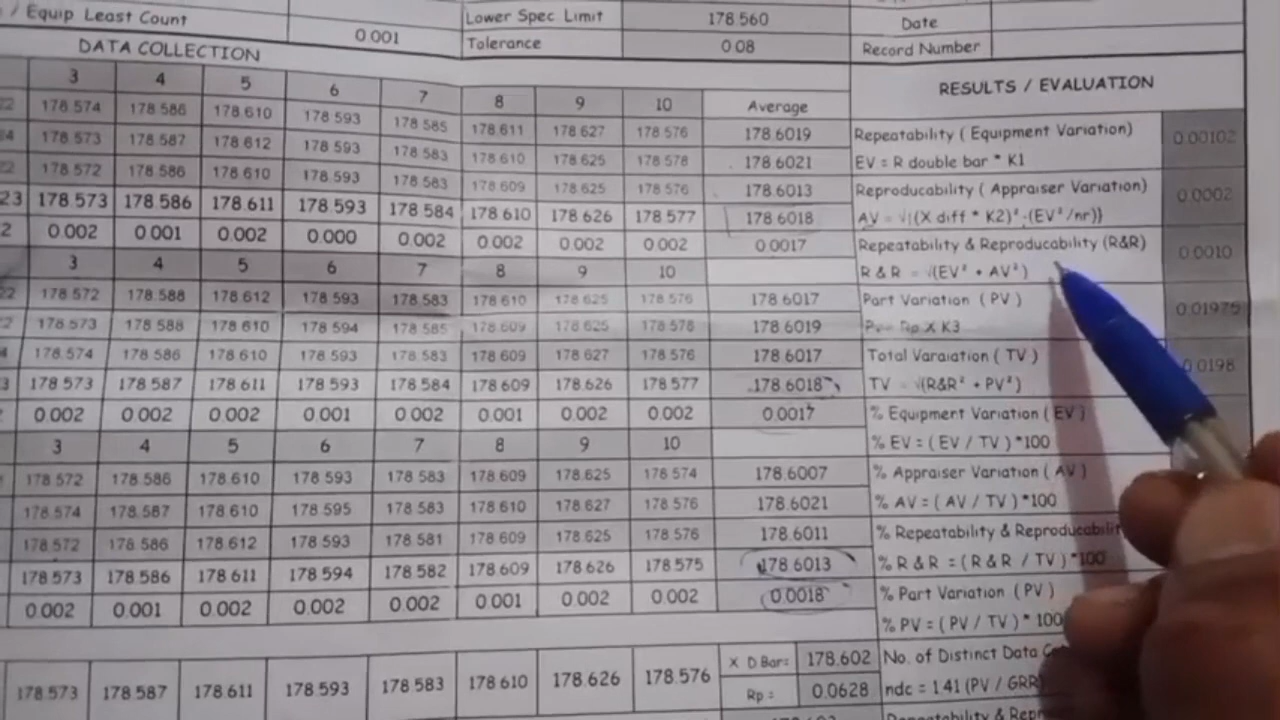 / Equip Least Count 0.001 Lower Spec Limit 178.560 Date
Tolerance 0.08 Record Number
DATA COLLECTION RESULTS / EVALUATION
3 4 5 6 7 8 9 10 Average
178.574 178.586 178.610 178.593 178.585 178.611 178.627 178.576 178.6019 Repeatability ( Equipment Variation) 0.00102
178.573 178.587 178.612 178.593 178.583 178.610 178.625 178.578 178.6021 EV = R double bar * K1
178.572 178.586 178.610 178.593 178.583 178.609 178.625 178.576 178.6013 Reproducability ( Appraiser Variation) 0.0002
23 178.573 178.586 178.611 178.593 178.584 178.610 178.626 178.577 178.6018 AV = √{(X diff * K2)² - (EV²/nr)}
2 0.002 0.001 0.002 0.000 0.002 0.002 0.002 0.002 0.0017 Repeatability & Reproducability (R&R) 0.0010
3 4 5 6 7 8 9 10 R & R = √(EV² + AV²)
22 178.572 178.588 178.612 178.593 178.583 178.610 178.625 178.576 178.6017 Part Variation ( PV ) 0.01975
178.573 178.588 178.610 178.594 178.585 178.609 178.625 178.578 178.6019 Rp X K3
4 178.574 178.586 178.610 178.593 178.583 178.609 178.627 178.576 178.6017 Total Varaiation ( TV ) 0.0198
3 178.573 178.587 178.611 178.593 178.584 178.609 178.626 178.577 178.6018 TV = √(R&R² + PV²)
0.002 0.002 0.002 0.001 0.002 0.001 0.002 0.002 0.0017 % Equipment Variation ( EV )
3 4 5 6 7 8 9 10 % EV = ( EV / TV ) *100
178.572 178.586 178.610 178.593 178.583 178.609 178.625 178.574 178.6007 % Appraiser Variation ( AV )
178.574 178.587 178.610 178.595 178.583 178.610 178.627 178.576 178.6021 % AV = ( AV / TV ) *100
178.572 178.586 178.612 178.593 178.581 178.609 178.625 178.576 178.6011 % Repeatability & Reproducabilit
178.573 178.586 178.611 178.594 178.582 178.609 178.626 178.575 178.6013 % R & R = ( R & R / TV ) *100
0.002 0.001 0.002 0.002 0.002 0.001 0.002 0.002 0.0018 % Part Variation ( PV )
% PV = ( PV / TV ) * 100
178.573 178.587 178.611 178.593 178.583 178.610 178.626 178.576 X D Bar= 178.602 No. of Distinct Data
Rp = 0.0628 ndc = 1.41 (PV / GRR)
Repeatability &